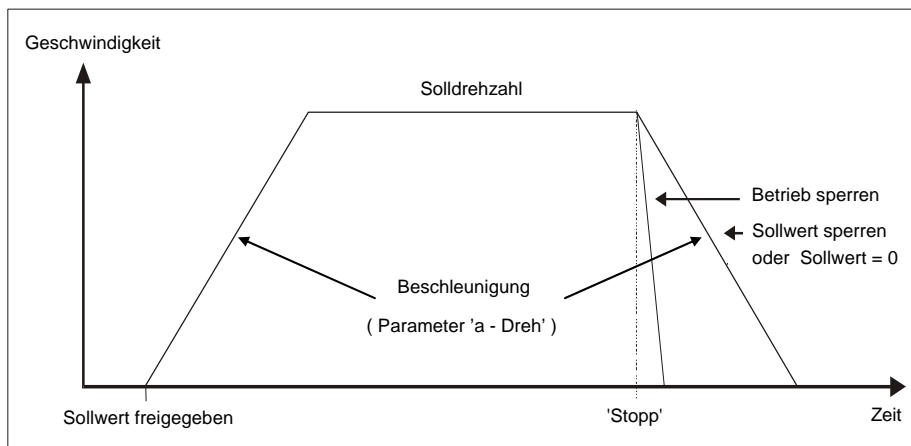 Geschwindigkeit
Solldrehzahl
Betrieb sperren
Sollwert sperren
oder Sollwert = 0
Beschleunigung
( Parameter 'a - Dreh' )
Sollwert freigegeben
'Stopp'
Zeit